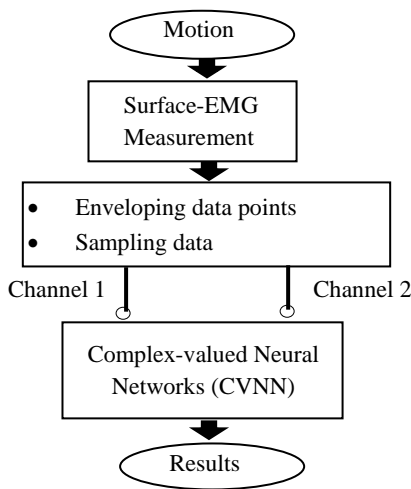 Motion
Surface-EMG
Measurement
• Enveloping data points
• Sampling data
Channel 1
Channel 2
Complex-valued Neural
Networks (CVNN)
Results